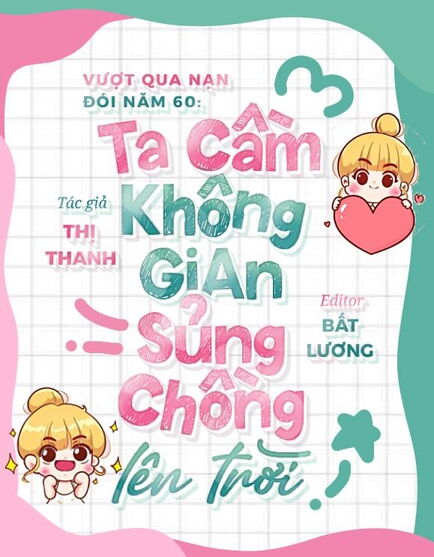 VƯỢT QUA NẠN
ĐÓI NĂM 60:
Ta Cầm
Không
GiAn
Sủng
Chồng
lên trời
Tác giả
THỊ
THANH
Editor
BẤT
LƯƠNG